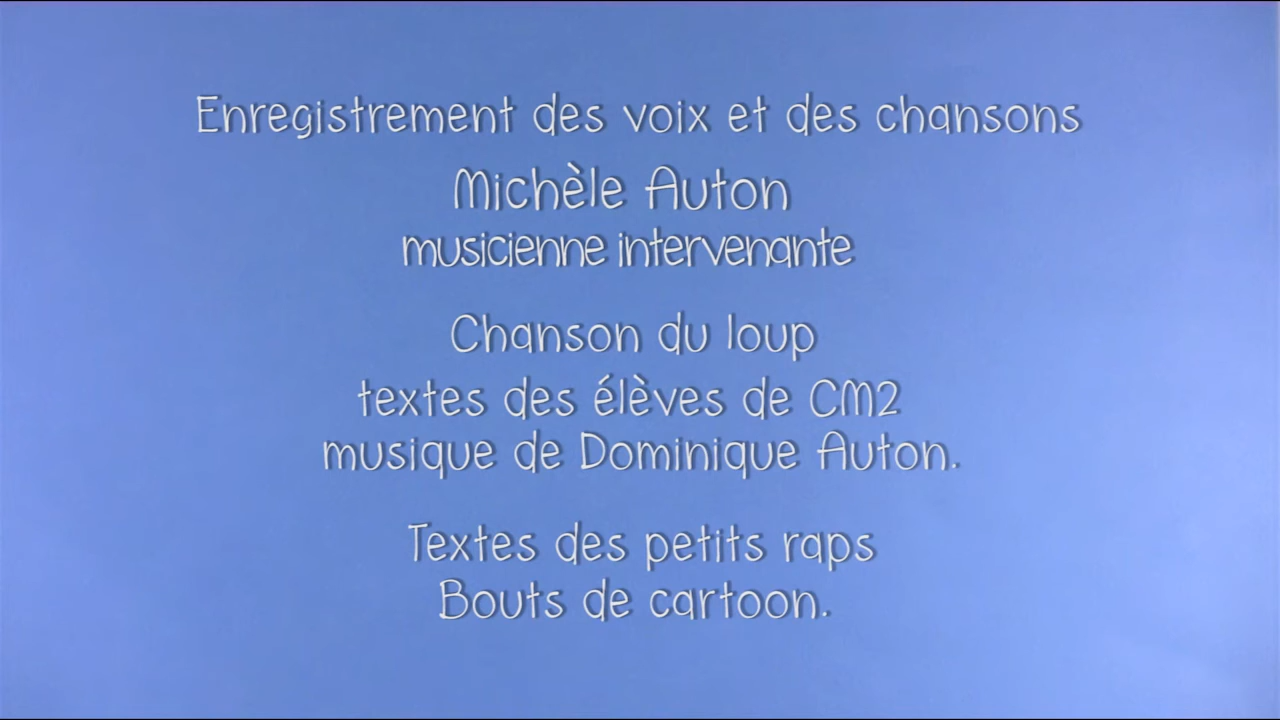 Enregistrement des voix et des chansons
Michèle Auton
musicienne intervenante
Chanson du loup
textes des élèves de CM2
musique de Dominique Auton.
Textes des petits raps
Bouts de cartoon.